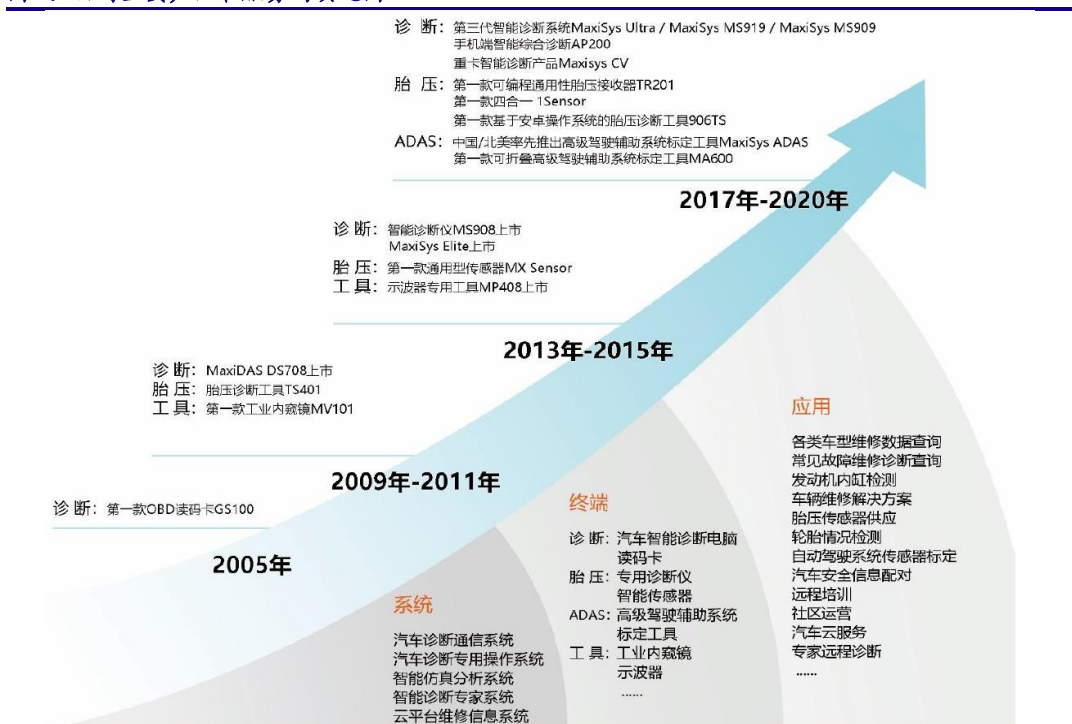 诊 断：第三代智能诊断系统MaxiSys Ultra / MaxiSys MS919 / MaxiSys MS909
手机端智能综合诊断AP200
重卡智能诊断产品Maxisys CV
胎 压：第一款可编程通用性胎压接收器TR201
第一款四合一 1Sensor
第一款基于安卓操作系统的胎压诊断工具906TS
ADAS：中国/北美率先推出高级驾驶辅助系统标定工具MaxiSys ADAS
第一款可折叠高级驾驶辅助系统标定工具MA600
2017年-2020年
诊 断：智能诊断仪MS908上市
MaxiSys Elite上市
胎 压：第一款通用型传感器MX Sensor
工 具：示波器专用工具MP408上市
2013年-2015年
诊 断：MaxiDAS DS708上市
胎 压：胎压诊断工具TS401
工 具：第一款工业内窥镜MV101
2009年-2011年
诊 断：第一款OBD读码卡GS100
2005年
系统
汽车诊断通信系统
汽车诊断专用操作系统
智能仿真分析系统
智能诊断专家系统
云平台维修信息系统
终端
诊 断：汽车智能诊断电脑
读码卡
胎 压：专用诊断仪
智能传感器
ADAS：高级驾驶辅助系统
标定工具
工 具：工业内窥镜
示波器
......
应用
各类车型维修数据查询
常见故障维修诊断查询
发动机内缸检测
车辆维修解决方案
胎压传感器供应
轮胎情况检测
自动驾驶系统传感器标定
汽车安全信息配对
远程培训
社区运营
汽车云服务
专家远程诊断
......